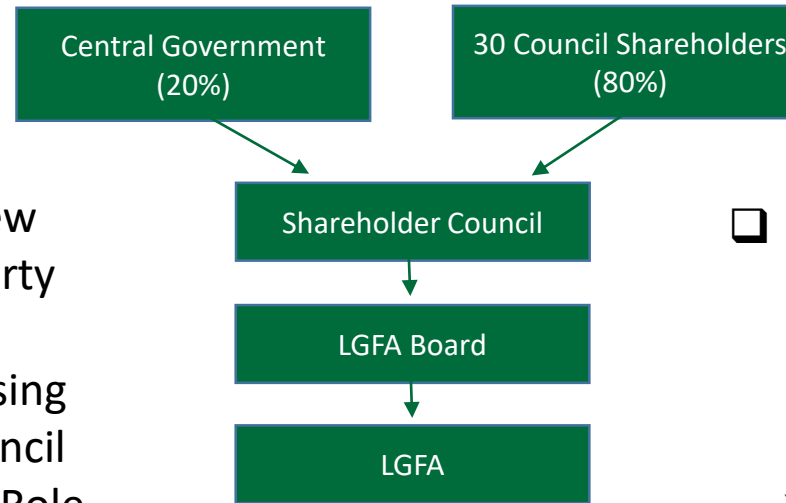 Central Government
(20%)
30 Council Shareholders
(80%)
Shareholder Council
LGFA Board
LGFA